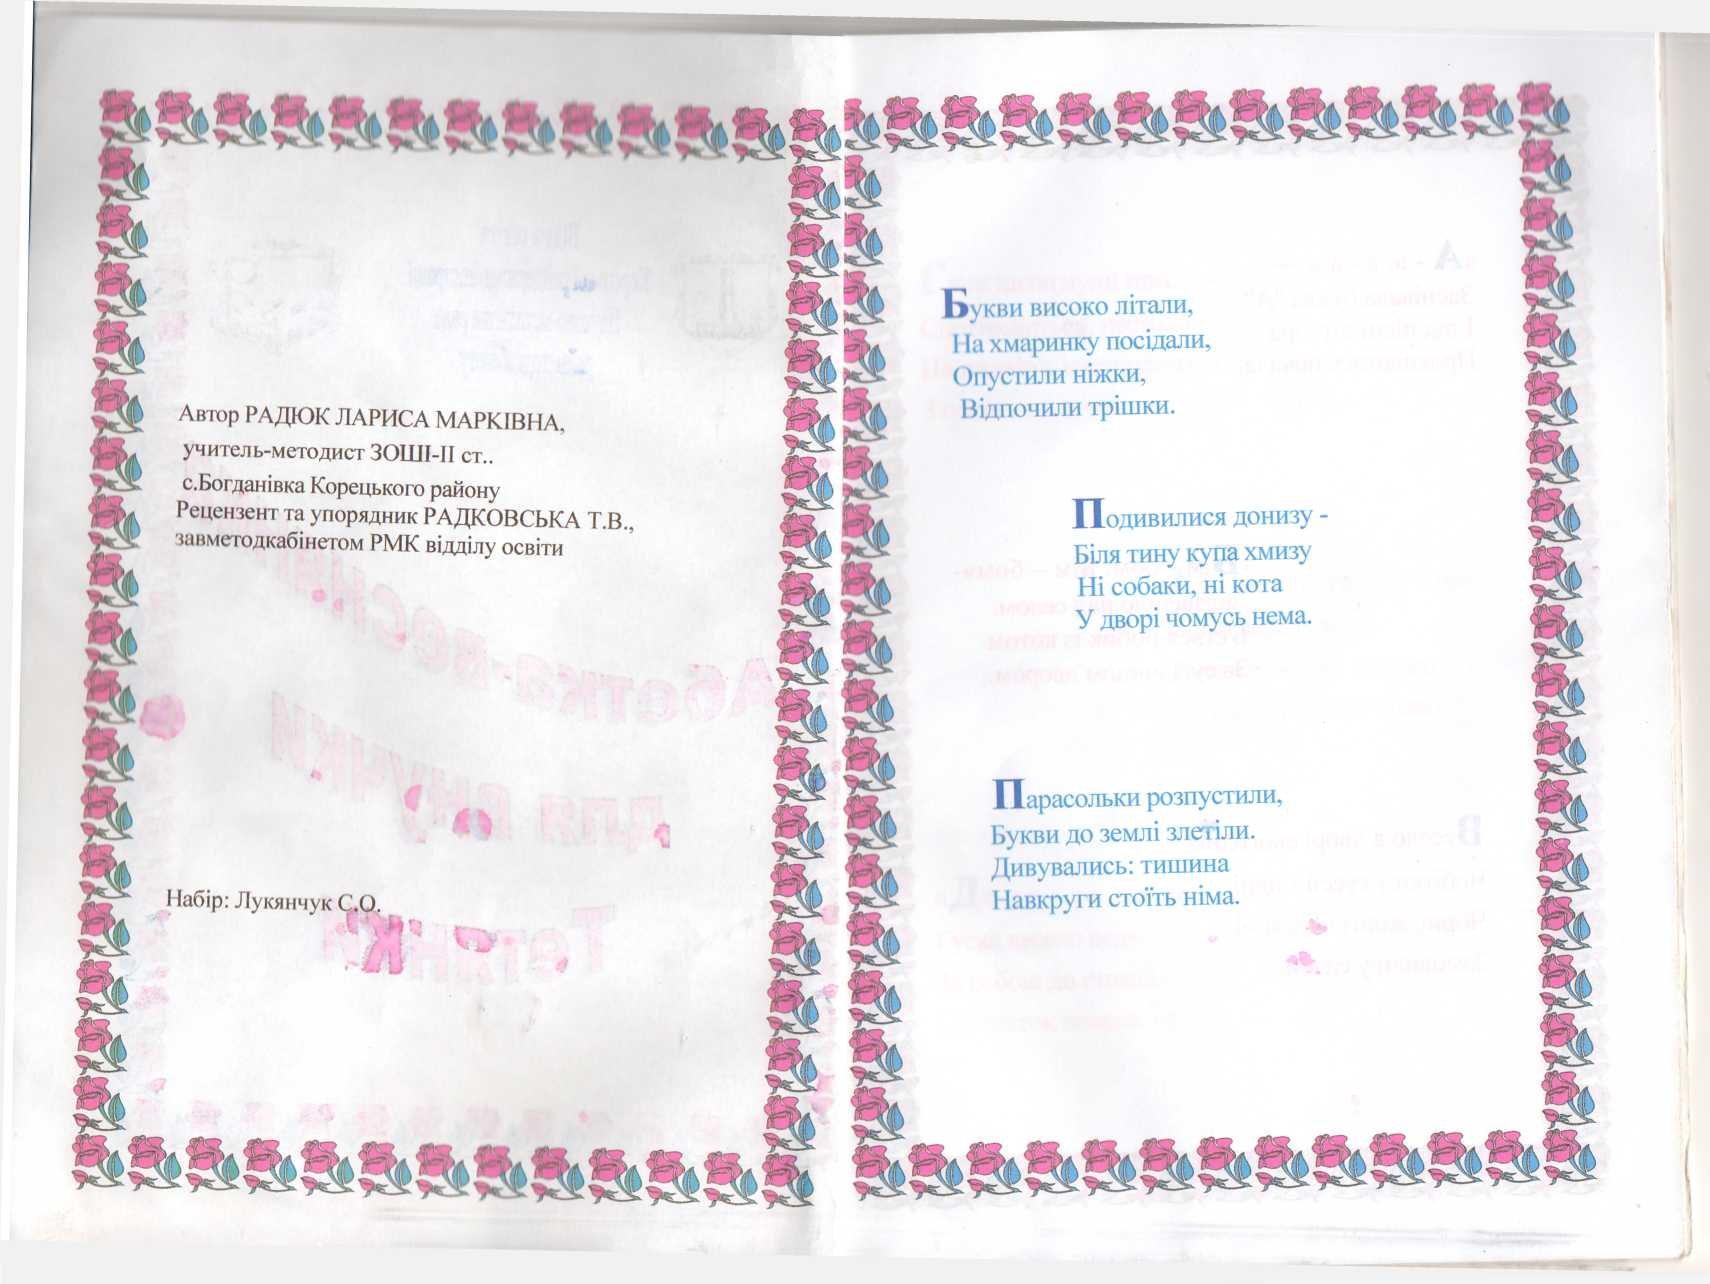 Автор РАДЮК ЛАРИСА МАРКІВНА,
учитель-методист ЗОШІ-ІІ ст..
с.Богданівка Корецького району
Рецензент та упорядник РАДКОВСЬКА Т.В.,
завметодкабінетом РМК відділу освіти
Набір: Лукянчук С.О.
Букви високо літали,
На хмаринку посідали,
Опустили ніжки,
Відпочили трішки.
Подивилися донизу -
Біля тину купа хмизу
Ні собаки, ні кота
У дворі чомусь нема.
Парасольки розпустили,
Букви до землі злетіли.
Дивувались: тишина
Навкруги стоїть німа.